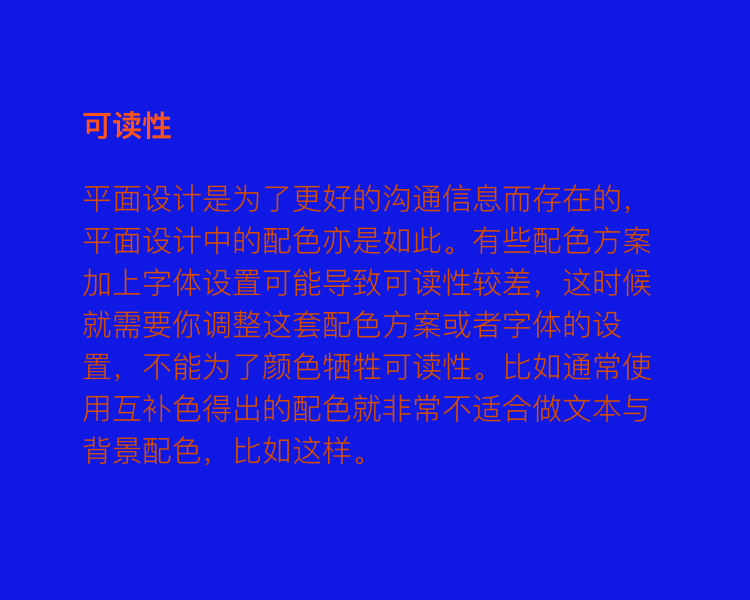 可读性
平面设计是为了更好的沟通信息而存在的，
平面设计中的配色亦是如此。有些配色方案
加上字体设置可能导致可读性较差，这时候
就需要你调整这套配色方案或者字体的设
置，不能为了颜色牺牲可读性。比如通常使
用互补色得出的配色就非常不适合做文本与
背景配色，比如这样。